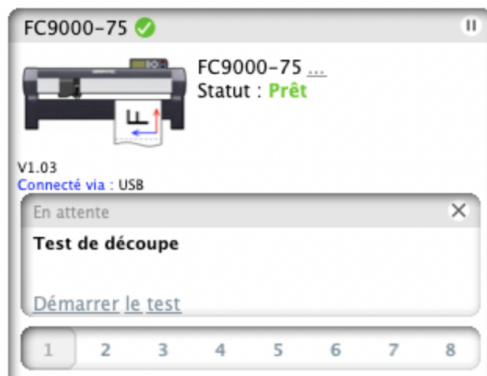 FC9000-75
FC9000-75 ...
Statut : Prêt
F
V1.03
Connecté via : USB
En attente
Test de découpe
Démarrer le test
1 2 3 4 5 6 7 8